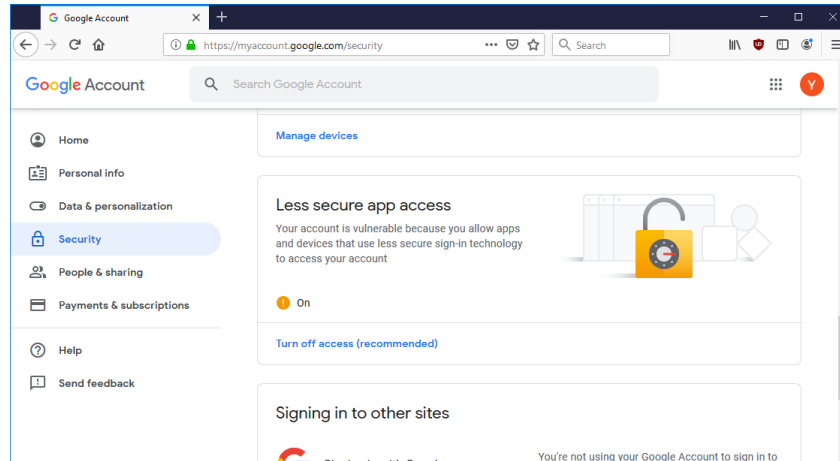 Google Account
https://myaccount.google.com/security
Search
Google Account
Search Google Account
Y
Home
Personal info
Data & personalization
Security
People & sharing
Payments & subscriptions
Help
Send feedback
Manage devices
Less secure app access
Your account is vulnerable because you allow apps
and devices that use less secure sign-in technology
to access your account
On
Turn off access (recommended)
Signing in to other sites
You're not using your Google Account to sign in to